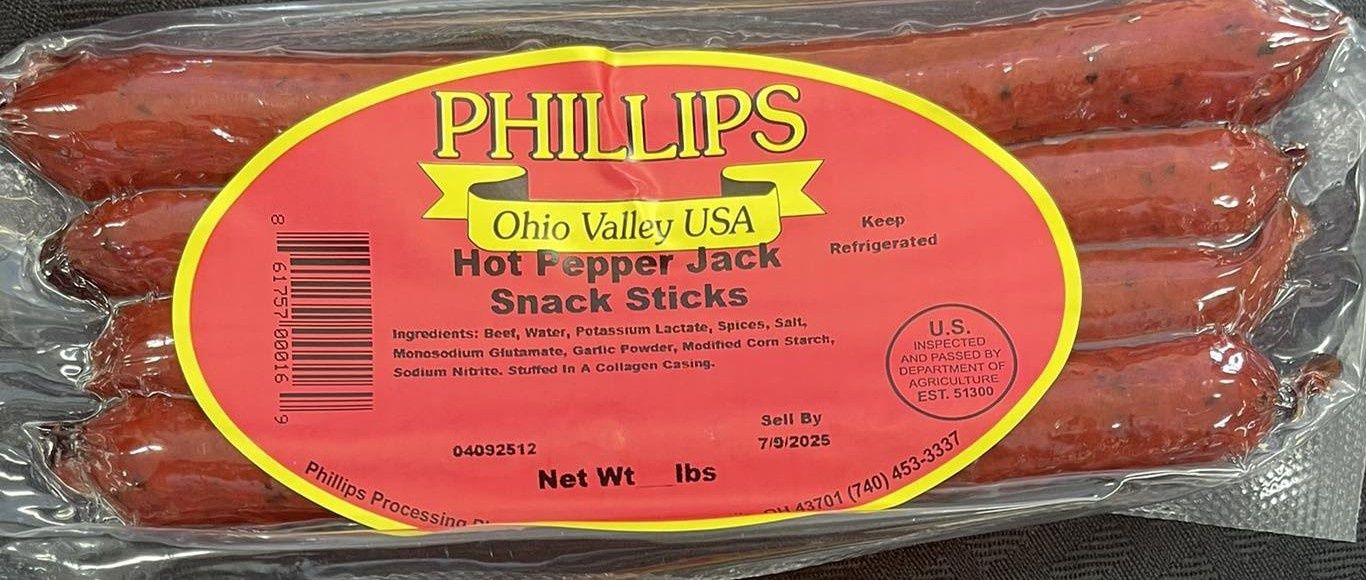 PHILLIPS
Ohio Valley USA
Hot Pepper Jack
Snack Sticks
Keep
Refrigerated
8 61757 00016 9
Ingredients: Beef, Water, Potassium Lactate, Spices, Salt,
Monosodium Glutamate, Garlic Powder, Modified Corn Starch,
Sodium Nitrite. Stuffed In A Collagen Casing.
U.S.
INSPECTED
AND PASSED BY
DEPARTMENT OF
AGRICULTURE
EST. 51300
Sell By
7/9/2025
04092512
Net Wt __ lbs
Phillips Processing
OH 43701 (740) 453-3337